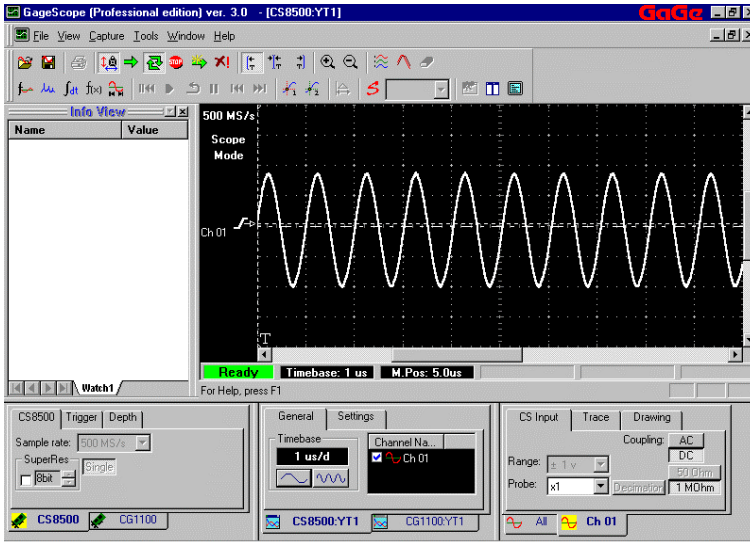 GageScope (Professional edition) ver. 3.0 - [CS8500:YT1]
GaGe
File View Capture Tools Window Help
Info View
Name Value
500 MS/s
Scope
Mode
Ch 01
T
Ready Timebase: 1 us M.Pos: 5.0us
Watch1
For Help, press F1
CS8500 Trigger Depth
Sample rate: 500 MS/s
SuperRes
8bit
Single
CS8500 CG1100
General Settings
Timebase
1 us/d
Channel Na...
Ch 01
CS8500:YT1 CG1100:YT1
CS Input Trace Drawing
Coupling: AC
DC
Range: ± 1 v
50 Ohm
Probe: x1 Decimation 1 MOhm
All Ch 01